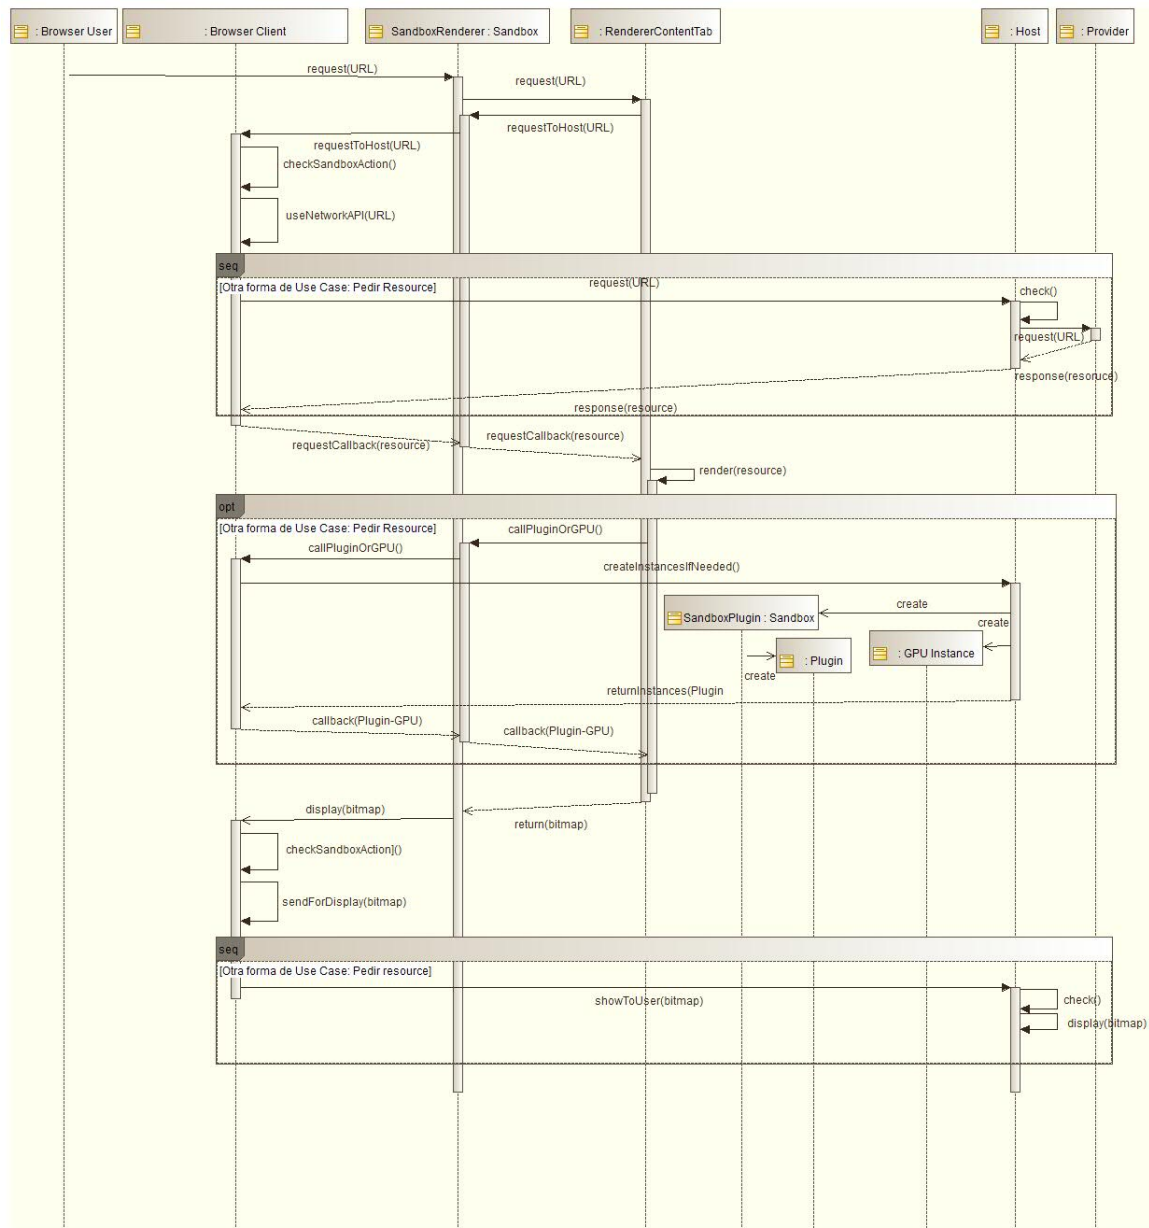 : Browser User
: Browser Client
SandboxRenderer : Sandbox
: RendererContentTab
: Host
: Provider
request(URL)
request(URL)
requestToHost(URL)
requestToHost(URL)
checkSandboxAction()
useNetworkAPI(URL)
seq
[Otra forma de Use Case: Pedir Resource]
request(URL)
check()
request(URL)
response(resoruce)
response(resource)
requestCallback(resource)
requestCallback(resource)
render(resource)
opt
[Otra forma de Use Case: Pedir Resource]
callPluginOrGPU()
callPluginOrGPU()
createInstancesIfNeeded()
create
SandboxPlugin : Sandbox
create
: Plugin
: GPU Instance
create
returnInstances(Plugin
callback(Plugin-GPU)
callback(Plugin-GPU)
display(bitmap)
return(bitmap)
checkSandboxAction]()
sendForDisplay(bitmap)
seq
[Otra forma de Use Case: Pedir resource]
showToUser(bitmap)
check()
display(bitmap)